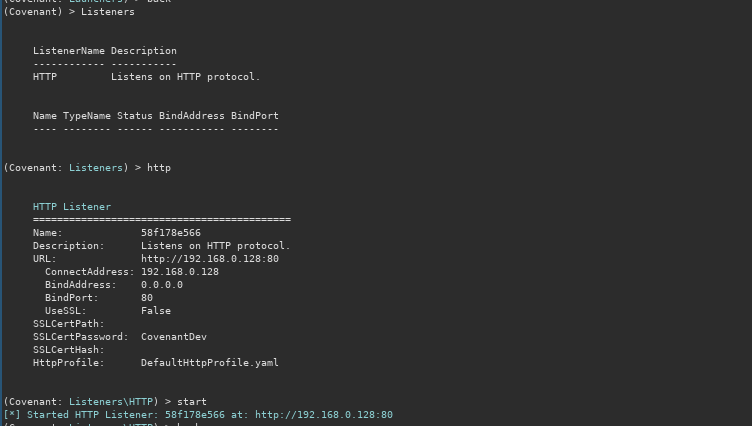 (Covenant: Launchers) > back
(Covenant) > Listeners
ListenerName Description
------------ -----------
HTTP         Listens on HTTP protocol.
Name TypeName Status BindAddress BindPort
---- -------- ------ ----------- --------
(Covenant: Listeners) > http
HTTP Listener
===========================================
Name:             58f178e566
Description:      Listens on HTTP protocol.
URL:              http://192.168.0.128:80
ConnectAddress: 192.168.0.128
BindAddress:    0.0.0.0
BindPort:       80
UseSSL:         False
SSLCertPath:
SSLCertPassword:  CovenantDev
SSLCertHash:
HttpProfile:      DefaultHttpProfile.yaml
(Covenant: Listeners\HTTP) > start
[*] Started HTTP Listener: 58f178e566 at: http://192.168.0.128:80
(Covenant: Listeners\HTTP) >